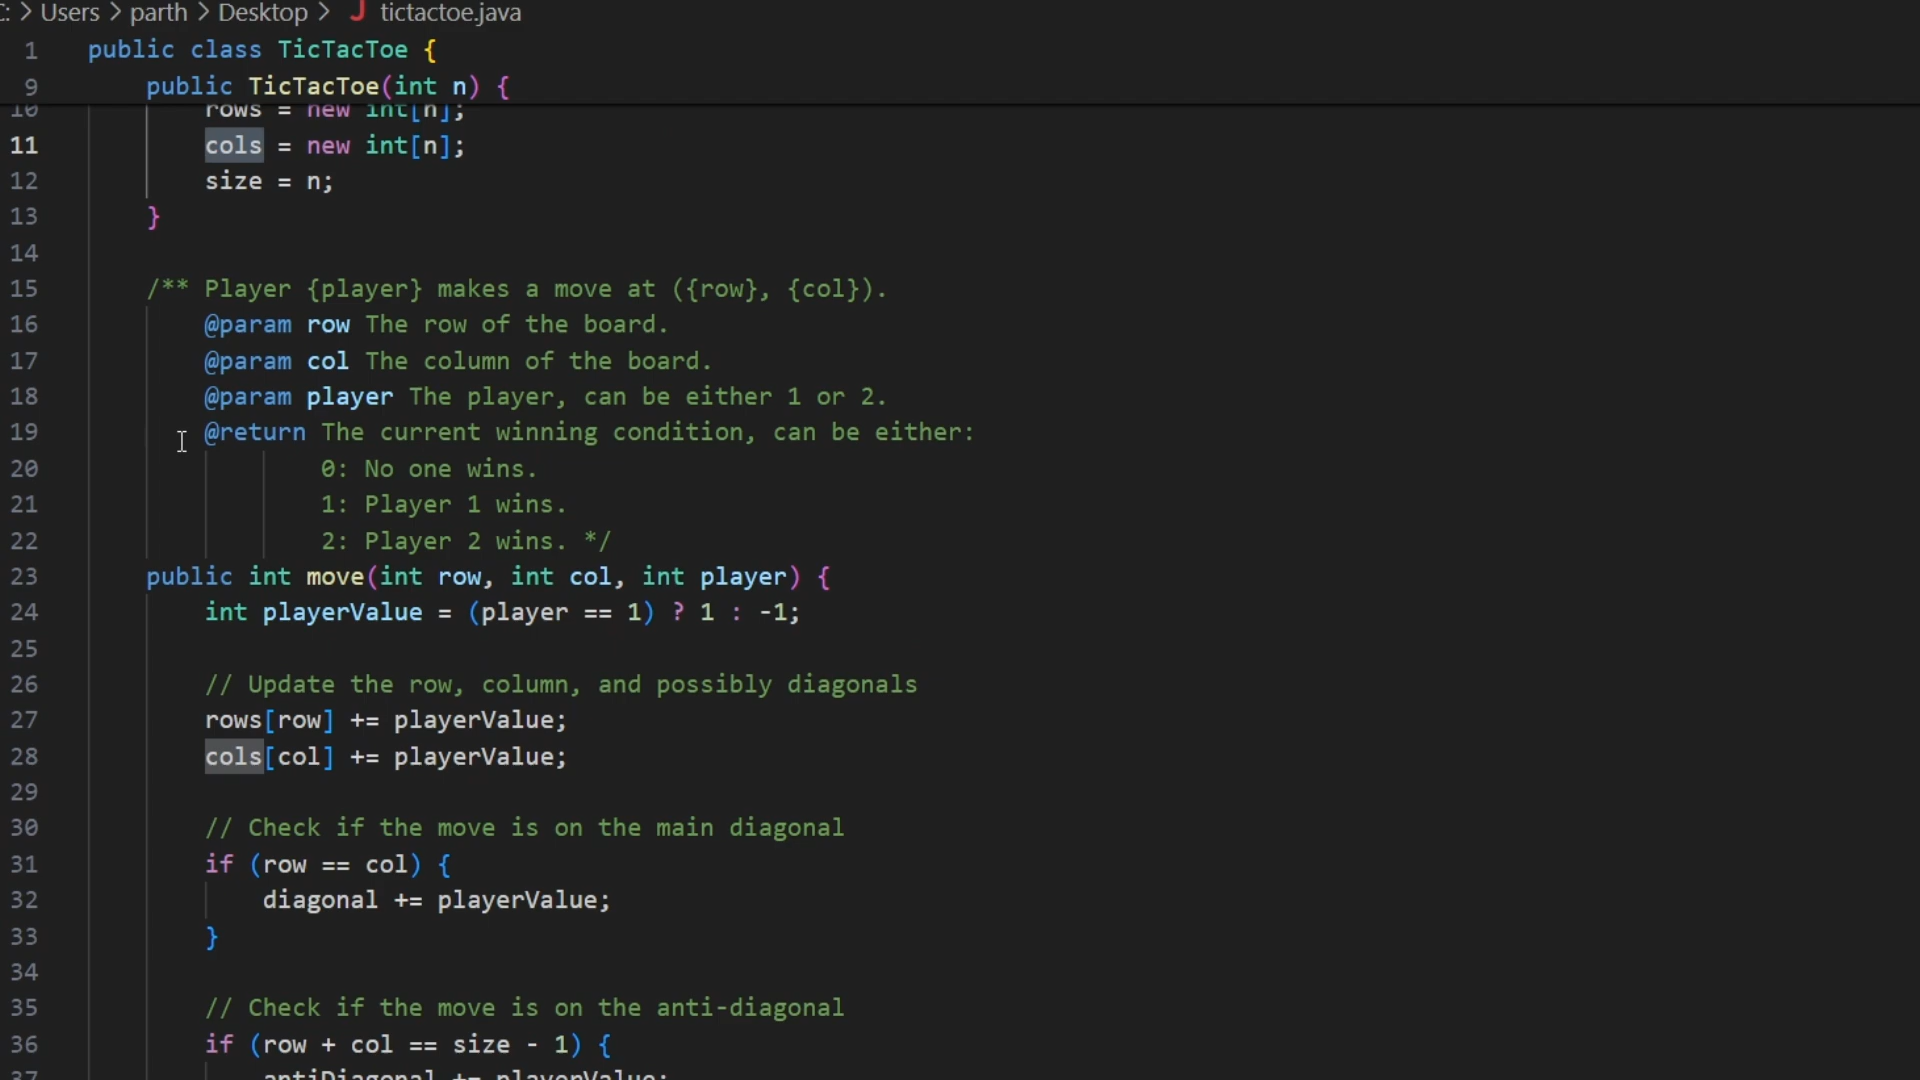 C: > Users > parth > Desktop > J tictactoe.java
1 public class TicTacToe {
9 public TicTacToe(int n) {
10 rows = new int[n];
11 cols = new int[n];
12 size = n;
13 }
14
15 /** Player {player} makes a move at ({row}, {col}).
16 @param row The row of the board.
17 @param col The column of the board.
18 @param player The player, can be either 1 or 2.
19 @return The current winning condition, can be either:
20 0: No one wins.
21 1: Player 1 wins.
22 2: Player 2 wins. */
23 public int move(int row, int col, int player) {
24 int playerValue = (player == 1) ? 1 : -1;
25
26 // Update the row, column, and possibly diagonals
27 rows[row] += playerValue;
28 cols[col] += playerValue;
29
30 // Check if the move is on the main diagonal
31 if (row == col) {
32 diagonal += playerValue;
33 }
34
35 // Check if the move is on the anti-diagonal
36 if (row + col == size - 1) {
37 antiDiagonal += playerValue;